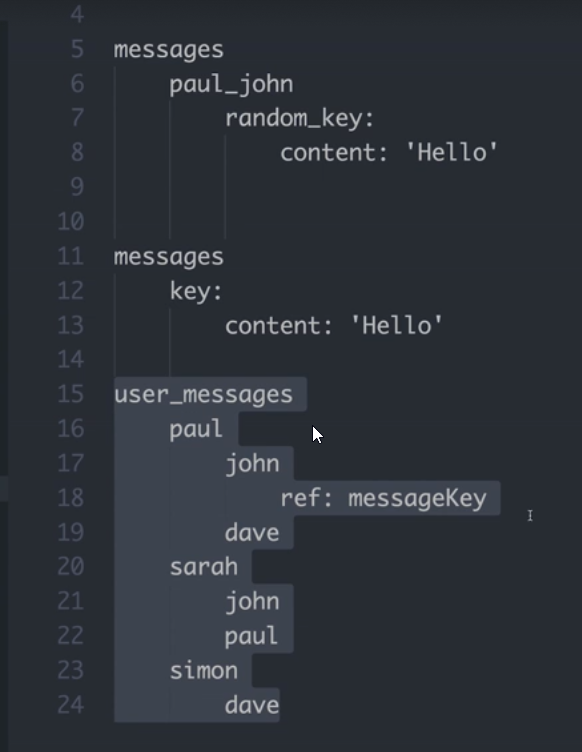 4
5 messages
6 paul_john
7 random_key:
8 content: 'Hello'
9
10
11 messages
12 key:
13 content: 'Hello'
14
15 user_messages
16 paul
17 john
18 ref: messageKey
19 dave
20 sarah
21 john
22 paul
23 simon
24 dave